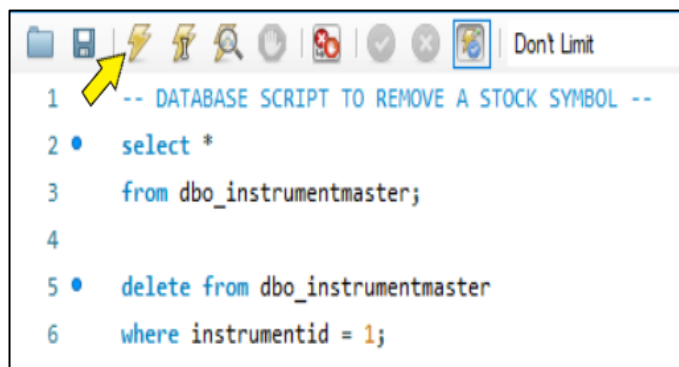 Don't Limit
1 -- DATABASE SCRIPT TO REMOVE A STOCK SYMBOL --
2 select *
3 from dbo_instrumentmaster;
4
5 delete from dbo_instrumentmaster
6 where instrumentid = 1;